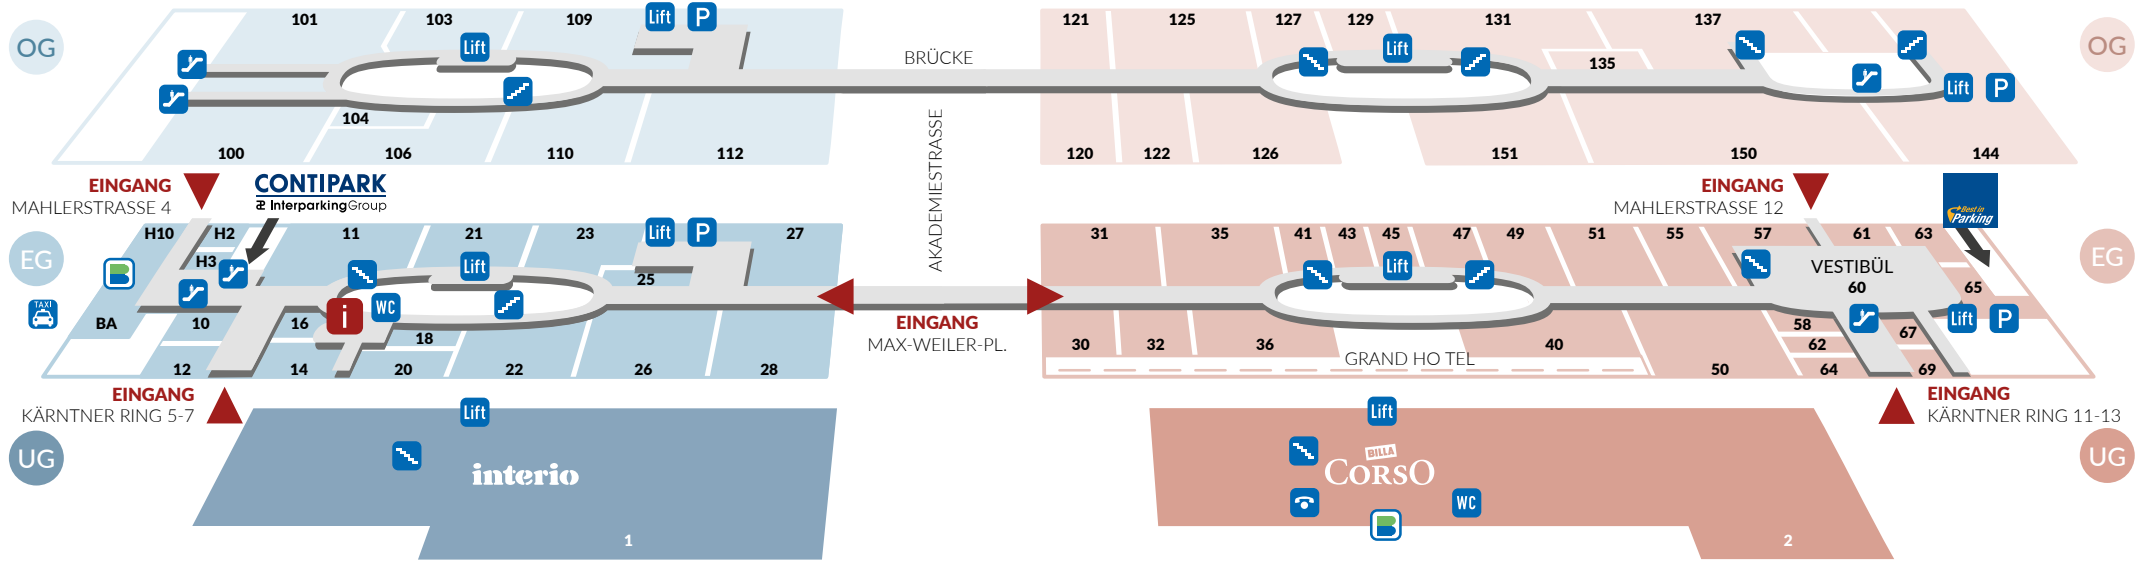 OG
101
103
109
Lift
P
Lift
104
100
106
110
112
BRÜCKE
AKADEMIESTRASSE
121
125
127
129
131
137
Lift
135
Lift
P
120
122
126
151
150
144
OG
EINGANG
MAHLERSTRASSE 4
CONTIPARK
InterparkingGroup
EINGANG
MAHLERSTRASSE 12
Best in
Parking
EG
H10
H2
H3
11
21
23
Lift
P
27
Lift
25
TAXI
BA
10
16
i
WC
18
12
14
20
22
26
28
EINGANG
MAX-WEILER-PL.
31
35
41
43
45
47
49
51
55
57
61
63
Lift
VESTIBÜL
60
65
Lift
P
58
67
62
30
32
36
40
GRAND HO TEL
50
64
69
EG
EINGANG
KÄRNTNER RING 5-7
EINGANG
KÄRNTNER RING 11-13
UG
Lift
interio
1
Lift
BILLA
CORSO
WC
B
2
UG